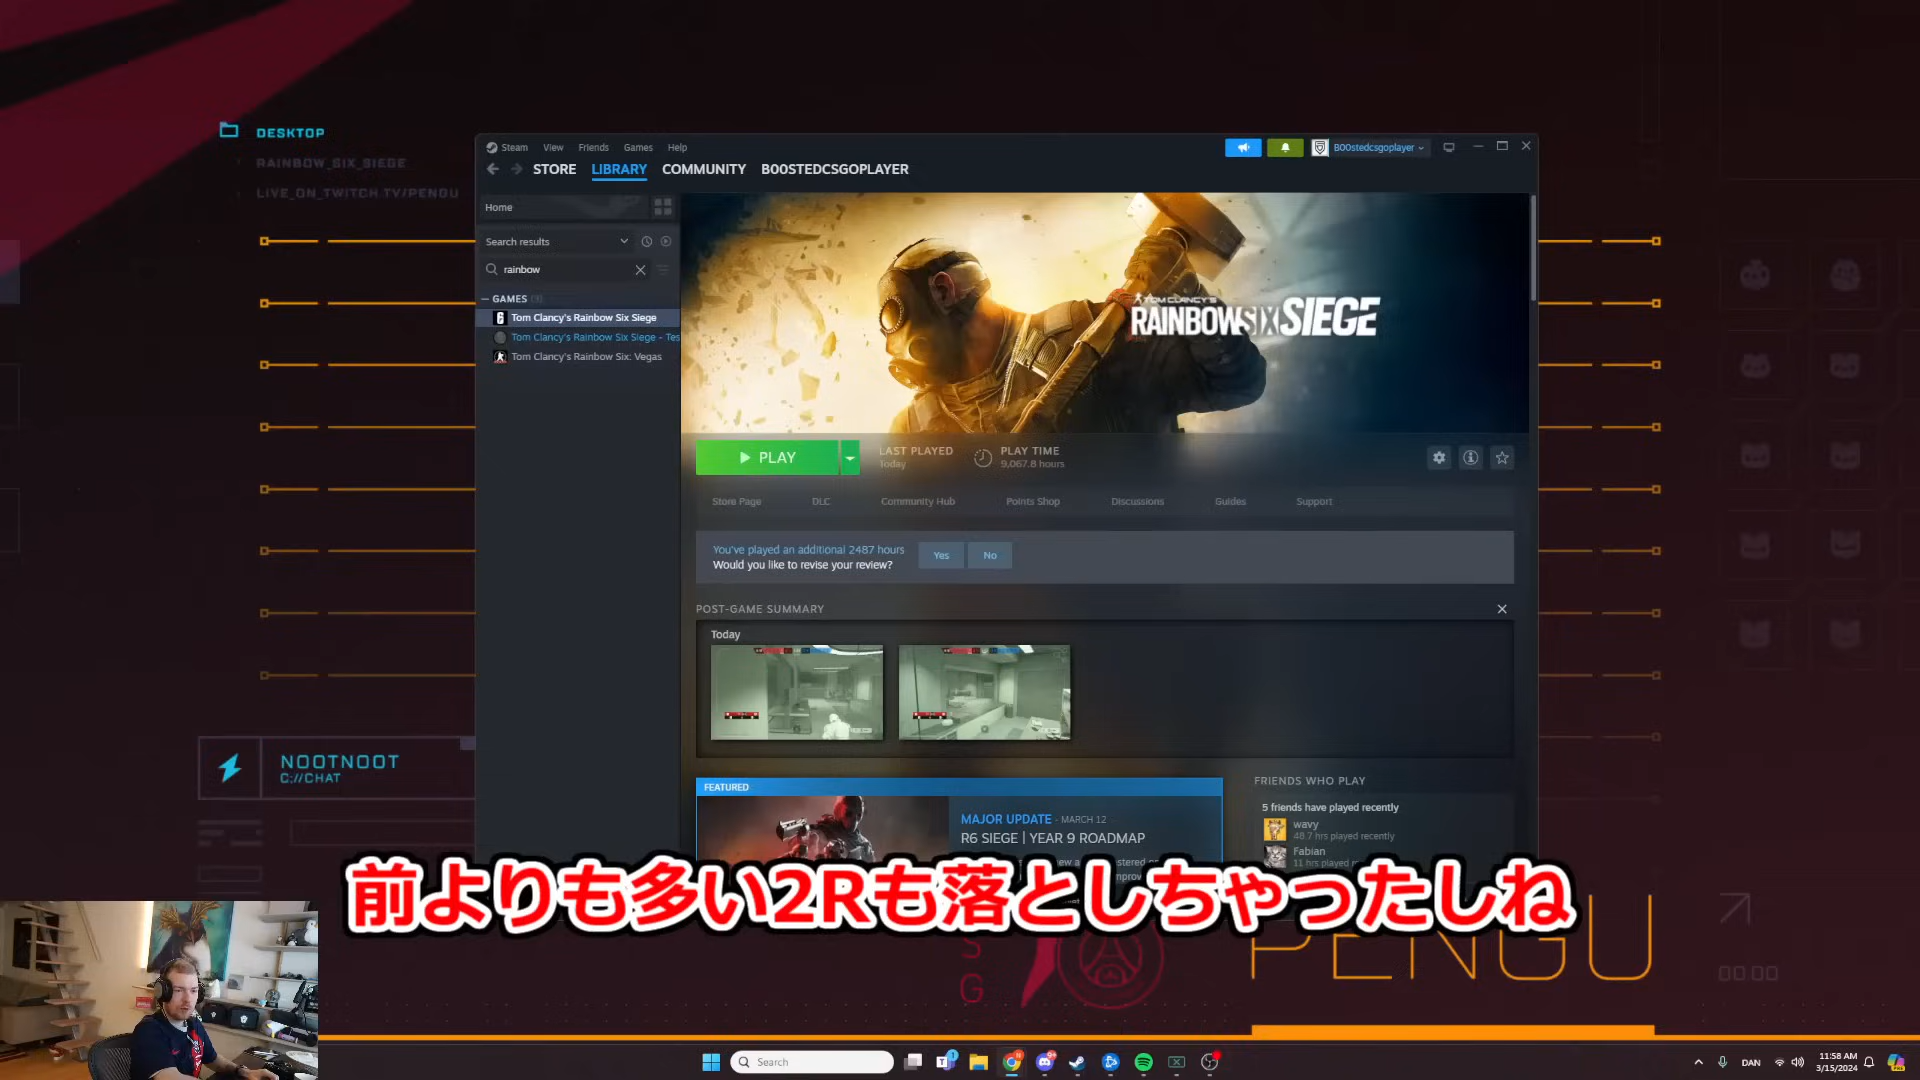 DESKTOP
RAINBOW_SIX_SIEGE
LIVE_ON_TWITCH.TV/PENGU
Steam View Friends Games Help
B00stedcsgoplayer
STORE LIBRARY COMMUNITY B00STEDCSGOPLAYER
Home
Search results
rainbow
GAMES (3)
Tom Clancy's Rainbow Six Siege
Tom Clancy's Rainbow Six Siege - Tes
Tom Clancy's Rainbow Six: Vegas
TOM CLANCY'S
RAINBOWSIX SIEGE
PLAY
LAST PLAYED
Today
PLAY TIME
9,067.8 hours
Store Page DLC Community Hub Points Shop Discussions Guides Support
You've played an additional 2487 hours
Would you like to revise your review?
Yes No
POST-GAME SUMMARY
Today
FEATURED
MAJOR UPDATE - MARCH 12
R6 SIEGE | YEAR 9 ROADMAP
FRIENDS WHO PLAY
5 friends have played recently
wavy
48.7 hrs played recently
Fabian
NOOTNOOT
C://CHAT
前よりも多い2Rも落としちゃったしね
S
G
PENGU
00:00
Search
DAN
11:58 AM
3/15/2024